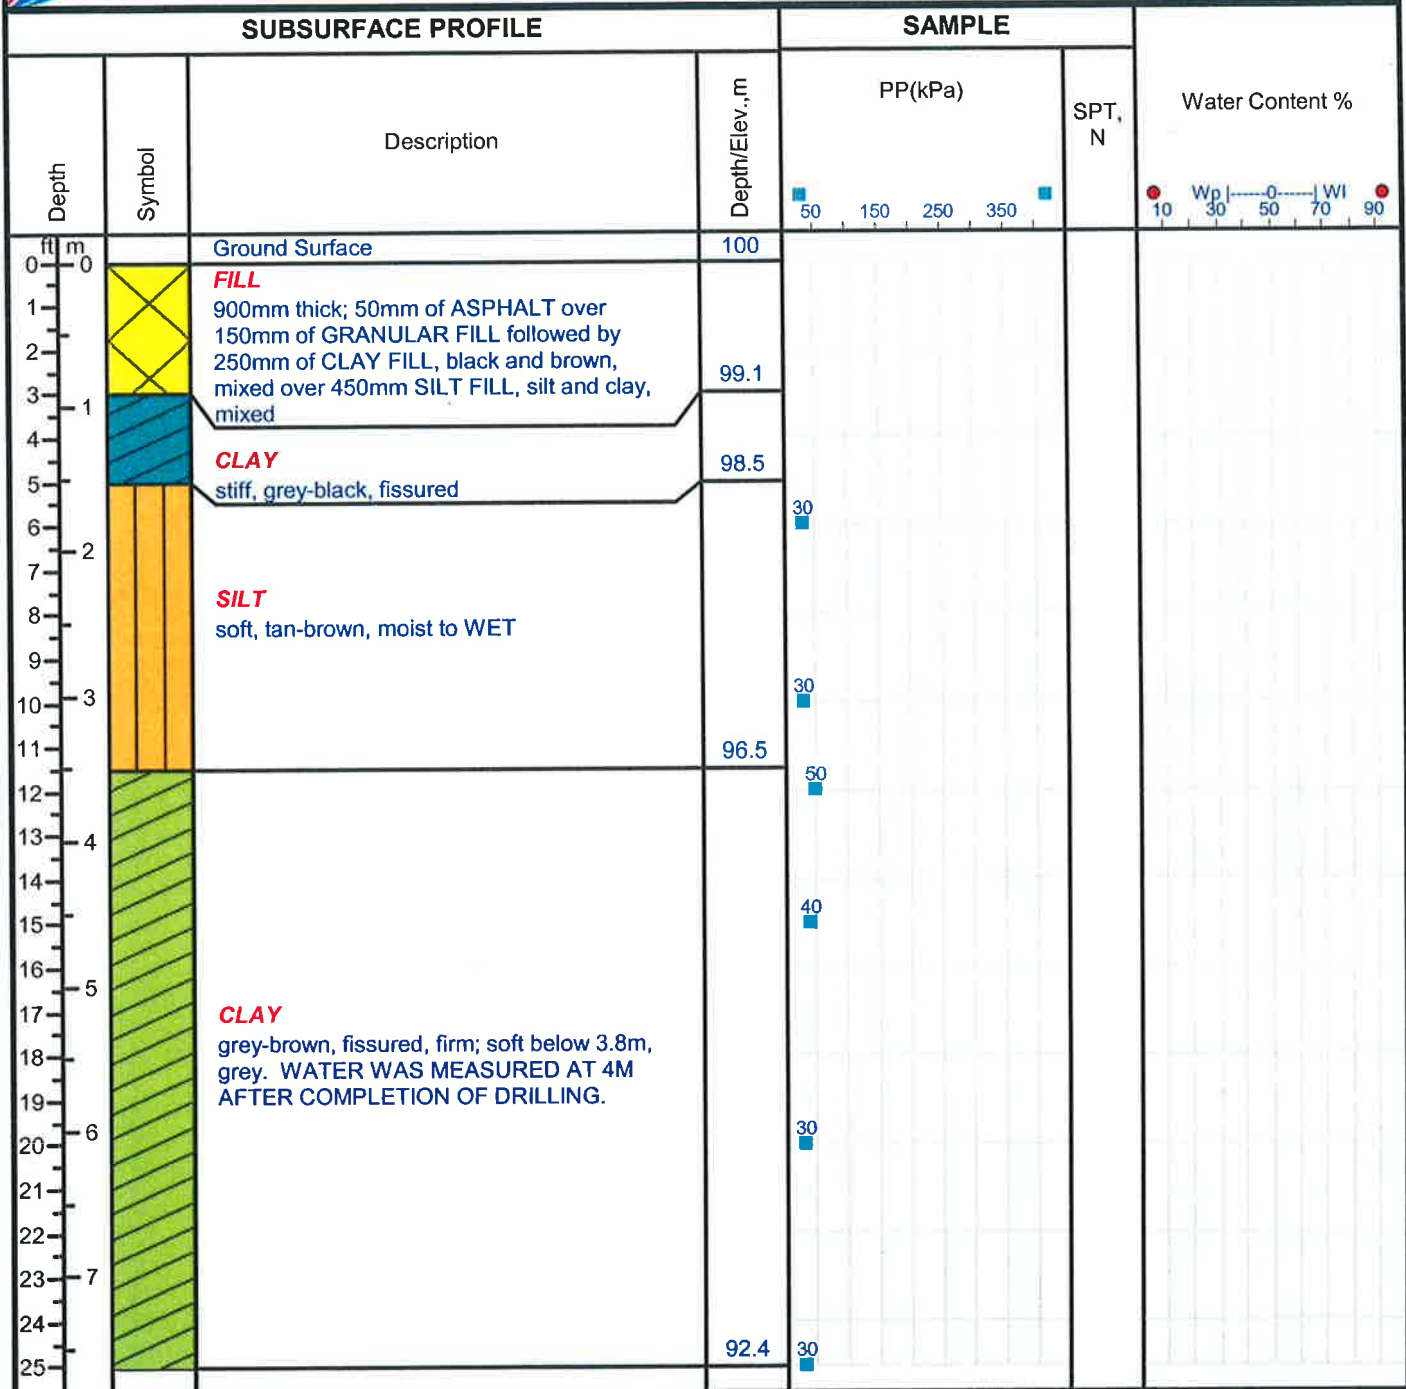 SUBSURFACE PROFILE
SAMPLE
Depth
Symbol
Description
Depth/Elev.,m
PP(kPa)
SPT,
N
Water Content %
50 150 250 350
Wp |------0------| Wl
10 30 50 70 90
ft m
Ground Surface
100
0 0
FILL
900mm thick; 50mm of ASPHALT over
150mm of GRANULAR FILL followed by
250mm of CLAY FILL, black and brown,
mixed over 450mm SILT FILL, silt and clay,
mixed
1
2
99.1
3
1
4
CLAY
stiff, grey-black, fissured
98.5
5
30
6
2
7
SILT
soft, tan-brown, moist to WET
8
9
30
10
3
11
96.5
50
12
13
4
14
40
15
16
5
17
CLAY
grey-brown, fissured, firm; soft below 3.8m,
grey. WATER WAS MEASURED AT 4M
AFTER COMPLETION OF DRILLING.
18
19
6
30
20
21
22
23
7
24
92.4
30
25